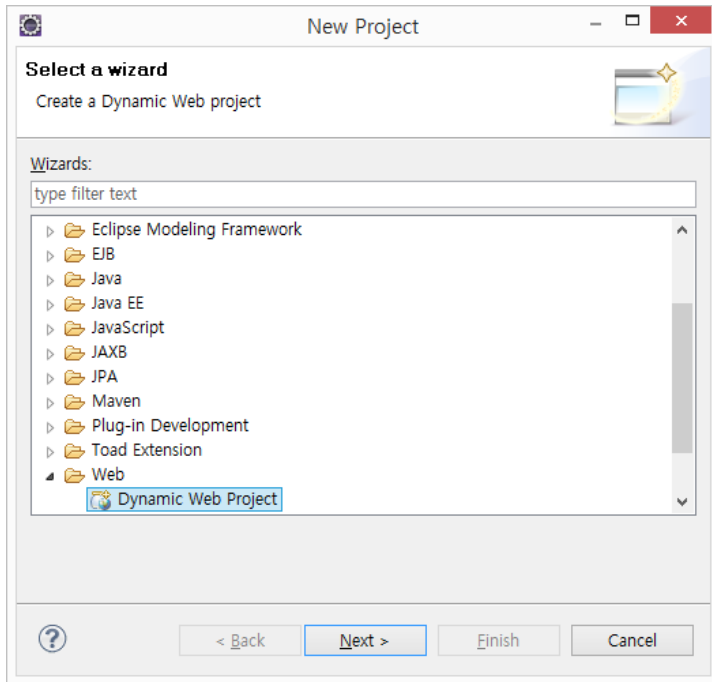 New Project
Select a wizard
Create a Dynamic Web project
Wizards:
type filter text
Eclipse Modeling Framework
EJB
Java
Java EE
JavaScript
JAXB
JPA
Maven
Plug-in Development
Toad Extension
Web
Dynamic Web Project
? < Back Next > Finish Cancel